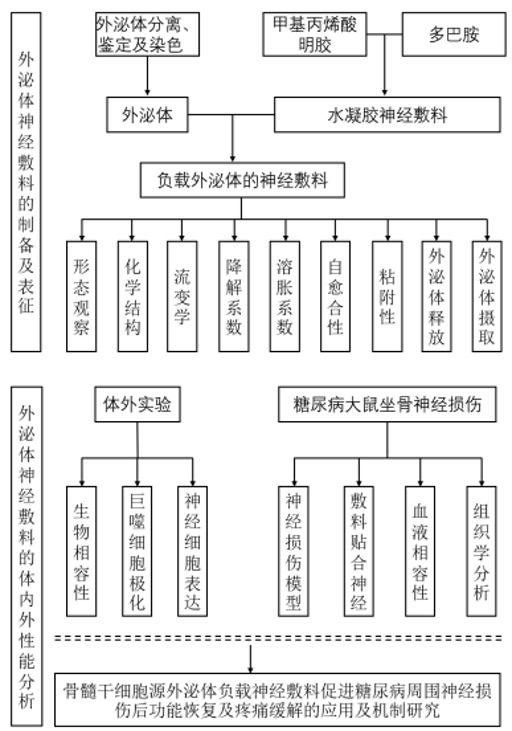 外泌体神经敷料的制备及表征
外泌体分离、
鉴定及染色
甲基丙烯酸
明胶
多巴胺
外泌体
水凝胶神经敷料
负载外泌体的神经敷料
形态观察
化学结构
流变学
降解系数
溶胀系数
自愈合性
粘附性
外泌体释放
外泌体摄取
外泌体神经敷料的体内外性能分析
体外实验
糖尿病大鼠坐骨神经损伤
生物相容性
巨噬细胞极化
神经细胞表达
神经损伤模型
敷料贴合神经
血液相容性
组织学分析
骨髓干细胞源外泌体负载神经敷料促进糖尿病周围神经损
伤后功能恢复及疼痛缓解的应用及机制研究